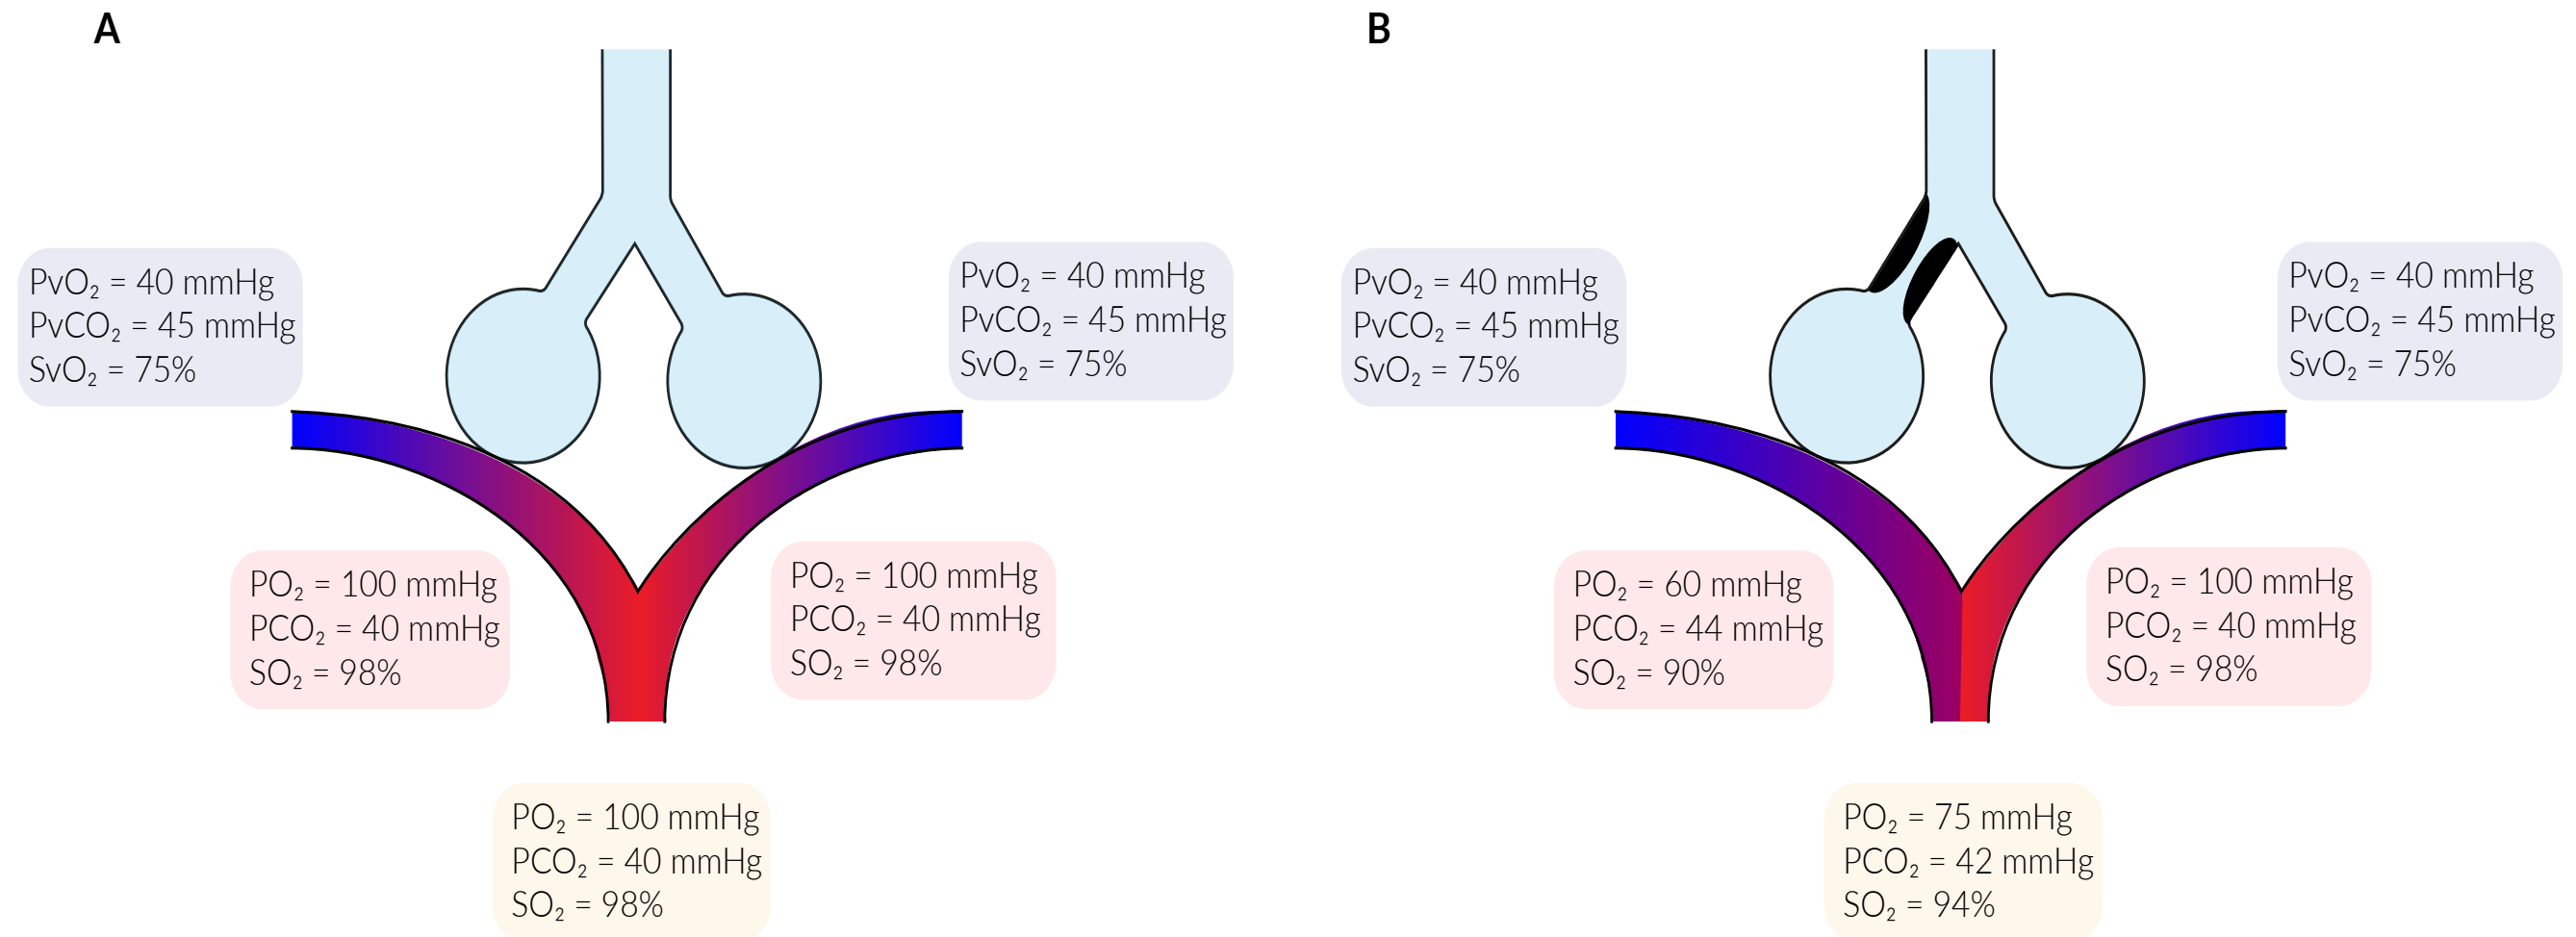 A
PvO₂ = 40 mmHg
PvCO₂ = 45 mmHg
SvO₂ = 75%
PvO₂ = 40 mmHg
PvCO₂ = 45 mmHg
SvO₂ = 75%
PO₂ = 100 mmHg
PCO₂ = 40 mmHg
SO₂ = 98%
PO₂ = 100 mmHg
PCO₂ = 40 mmHg
SO₂ = 98%
PO₂ = 100 mmHg
PCO₂ = 40 mmHg
SO₂ = 98%
B
PvO₂ = 40 mmHg
PvCO₂ = 45 mmHg
SvO₂ = 75%
PvO₂ = 40 mmHg
PvCO₂ = 45 mmHg
SvO₂ = 75%
PO₂ = 60 mmHg
PCO₂ = 44 mmHg
SO₂ = 90%
PO₂ = 100 mmHg
PCO₂ = 40 mmHg
SO₂ = 98%
PO₂ = 75 mmHg
PCO₂ = 42 mmHg
SO₂ = 94%